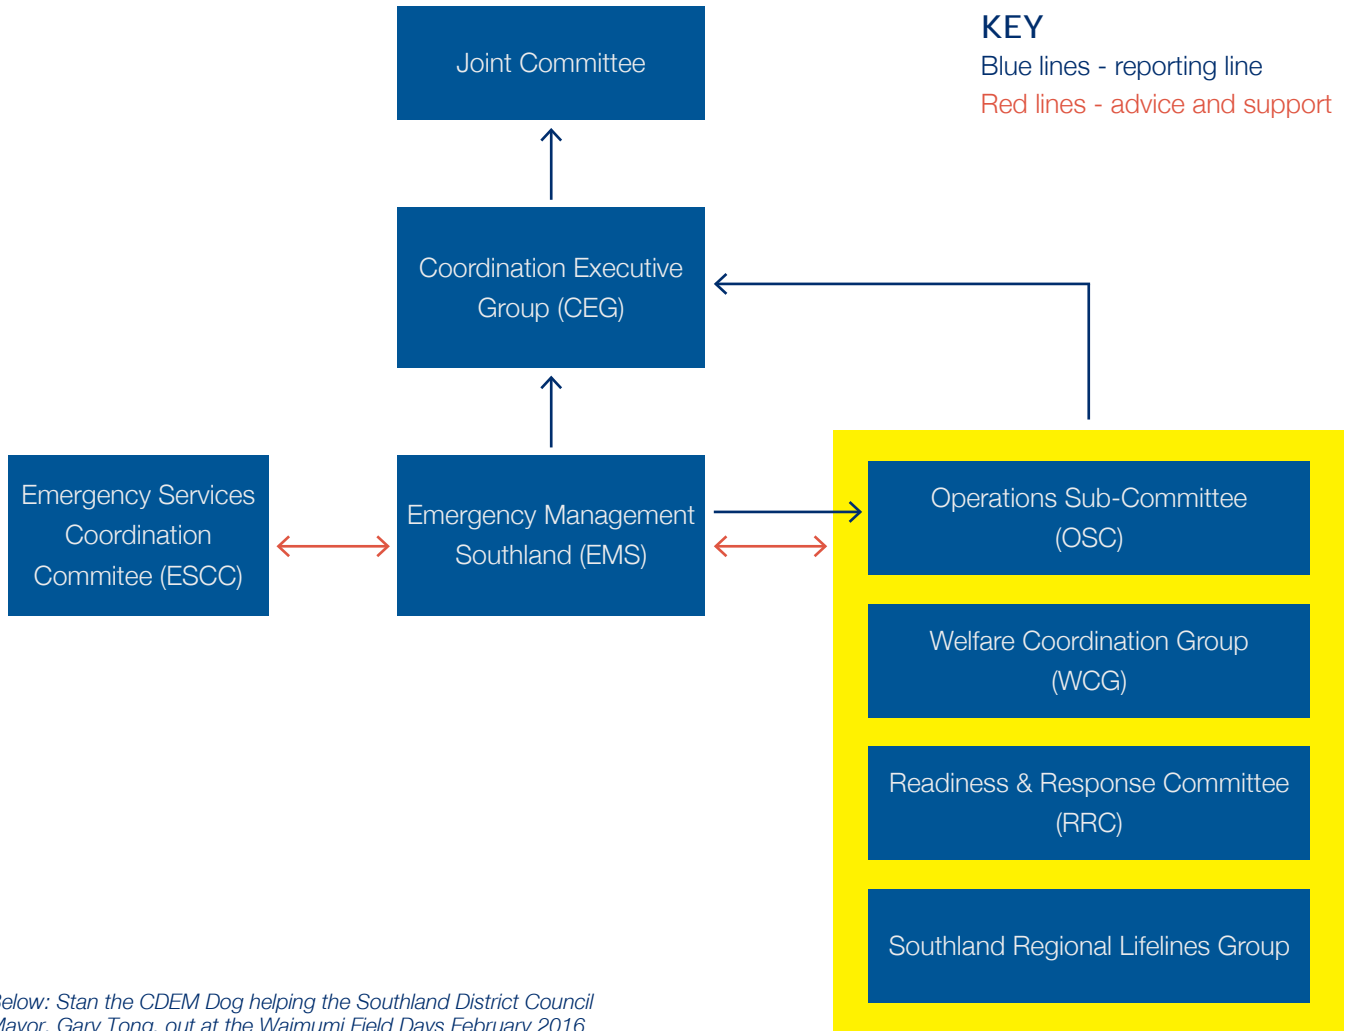 Joint Committee
KEY
Blue lines - reporting line
Red lines - advice and support
Coordination Executive
Group (CEG)
Emergency Services
Coordination
Commitee (ESCC)
Emergency Management
Southland (EMS)
Operations Sub-Committee
(OSC)
Welfare Coordination Group
(WCG)
Readiness & Response Committee
(RRC)
Southland Regional Lifelines Group
Below: Stan the CDEM Dog helping the Southland District Council
Mayor, Gary Tong, out at the Waimumi Field Days February 2016